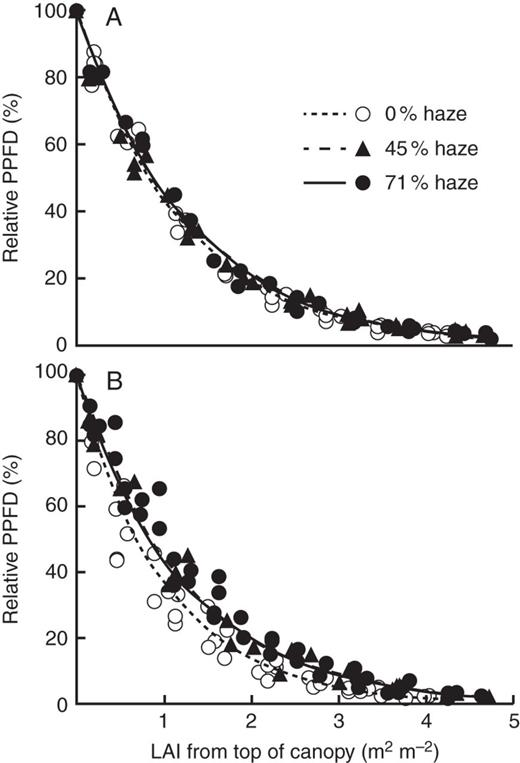 A
100
80
60
40
20
0
Relative PPFD (%)
0 % haze
45 % haze
71 % haze
B
100
80
60
40
20
0
Relative PPFD (%)
1 2 3 4 5
LAI from top of canopy (m² m⁻²)